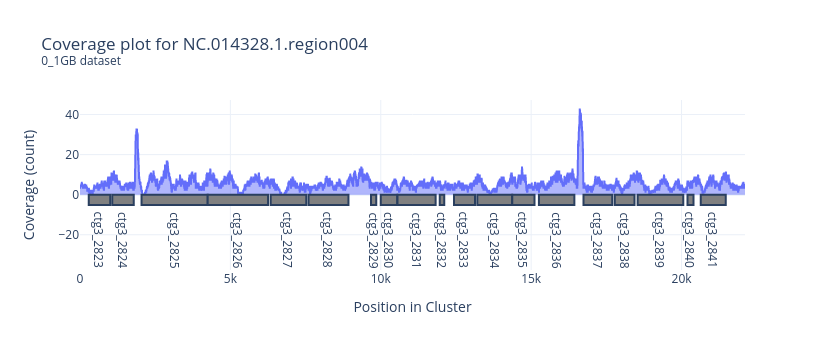 Coverage plot for NC.014328.1.region004
0_1GB dataset
Coverage (count)
40
20
0
−20
ctg3_2823
ctg3_2824
ctg3_2825
ctg3_2826
ctg3_2827
ctg3_2828
ctg3_2829
ctg3_2830
ctg3_2831
ctg3_2832
ctg3_2833
ctg3_2834
ctg3_2835
ctg3_2836
ctg3_2837
ctg3_2838
ctg3_2839
ctg3_2840
ctg3_2841
0
5k
10k
15k
20k
Position in Cluster